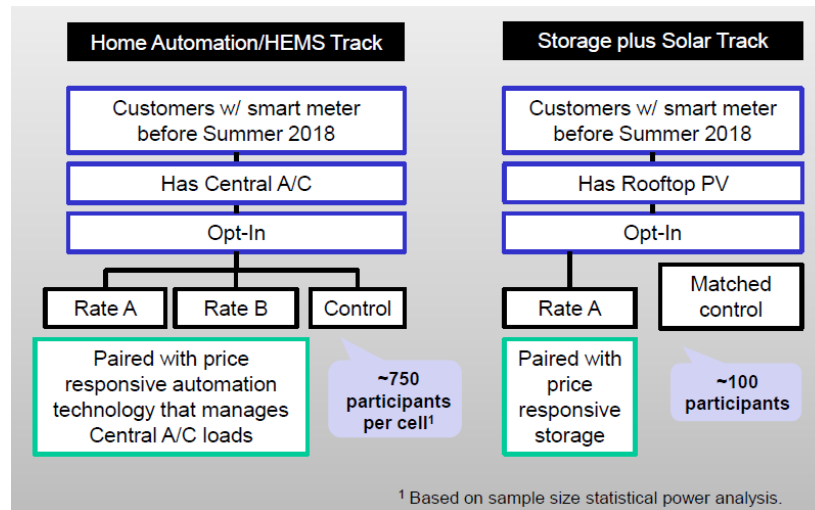 Home Automation/HEMS Track
Customers w/ smart meter
before Summer 2018
Has Central A/C
Opt-In
Rate A
Rate B
Control
Paired with price
responsive automation
technology that manages
Central A/C loads
~750
participants
per cell¹
Storage plus Solar Track
Customers w/ smart meter
before Summer 2018
Has Rooftop PV
Opt-In
Rate A
Matched
control
Paired with
price
responsive
storage
~100
participants
¹ Based on sample size statistical power analysis.